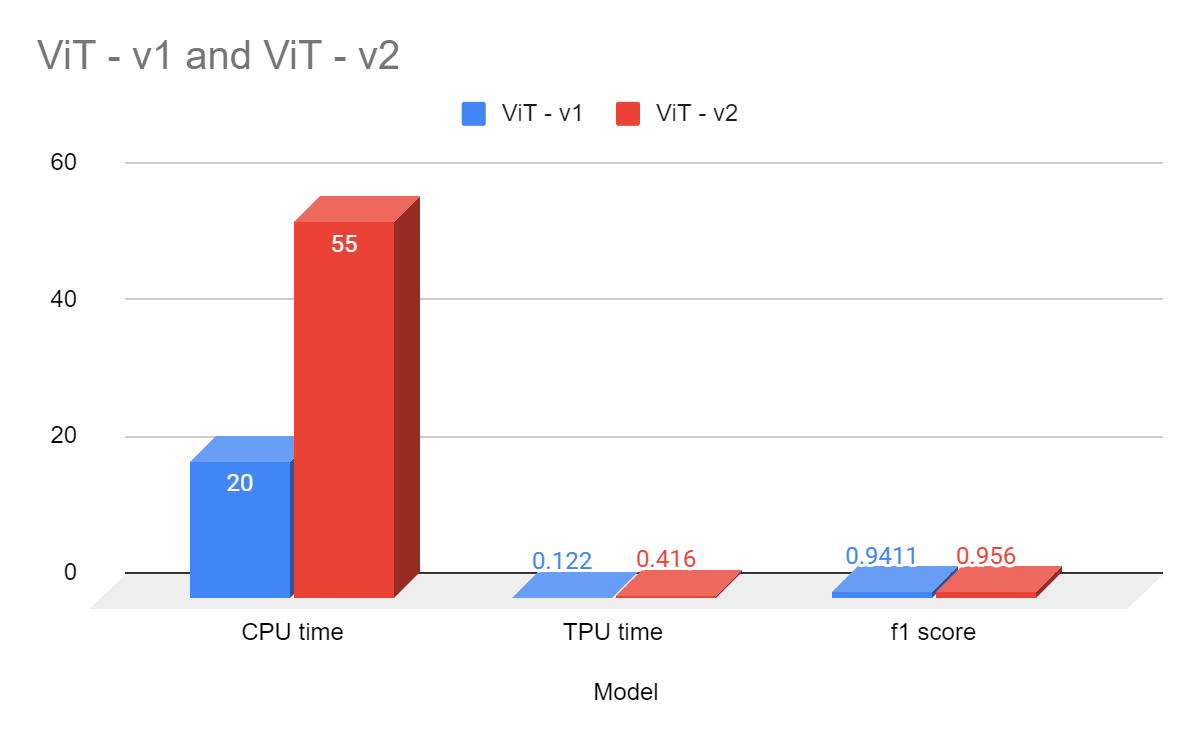 ViT - v1 and ViT - v2
ViT - v1 ViT - v2
60
40
20
0
20
55
0.122
0.416
0.9411
0.956
CPU time TPU time f1 score
Model